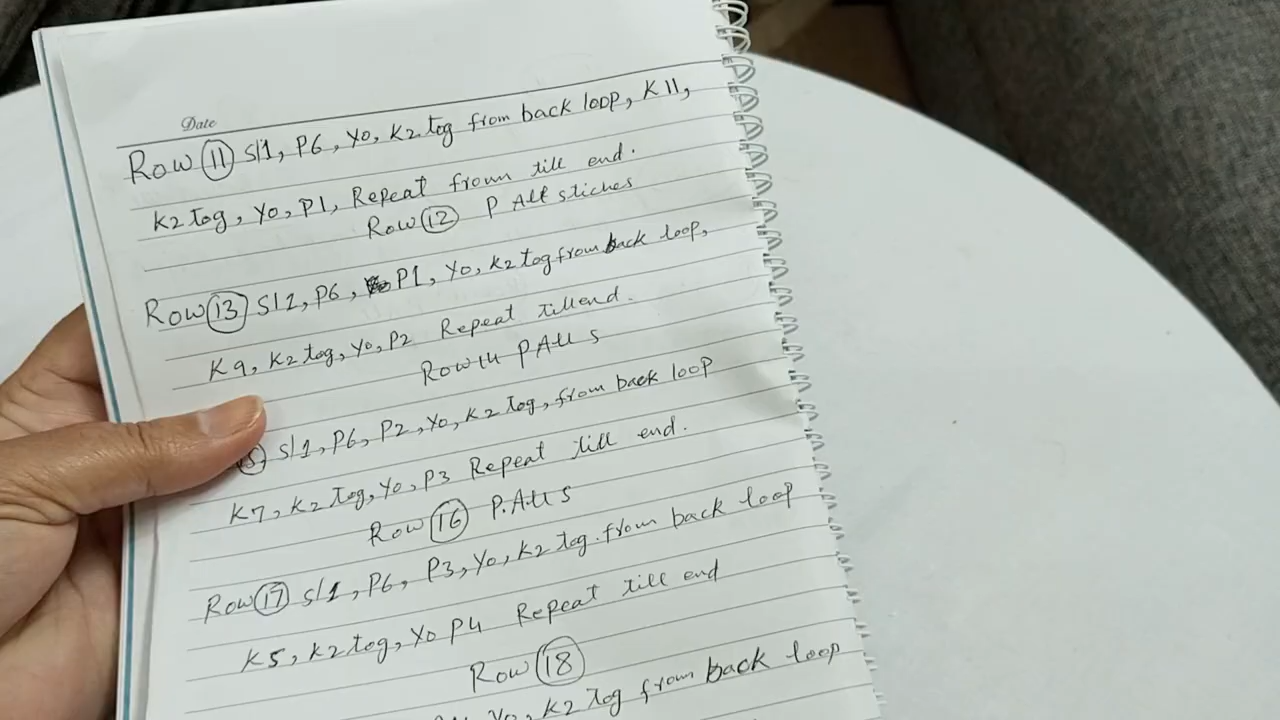 Date
Row 11 Sl1, P6, Yo, K2 tog from back loop, K11,
K2 tog, Yo, P1, Repeat from till end.
Row 12 P All stiches
Row 13 Sl1, P6, P1, Yo, K2 tog from back loop,
K9, K2 tog, Yo, P2 Repeat till end.
Row 14 P All s
Sl1, P6, P2, Yo, K2 tog, from back loop
K7, K2 tog, Yo, P3 Repeat till end.
Row 16 P. All s
Row 17 Sl1, P6, P3, Yo, K2 tog. from back loop
K5, K2 tog, Yo P4 Repeat till end
Row 18
Yo, K2 tog from back loop